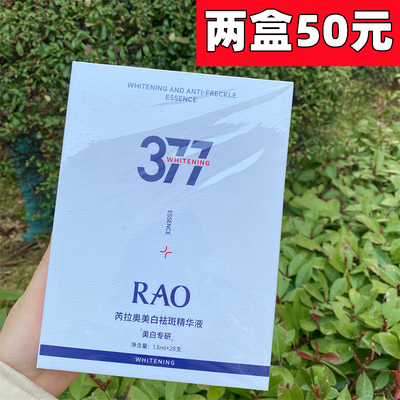 两盒50元
WHITENING AND ANTI-FRECKLE
ESSENCE
377
WHITENING
ESSENCE
RAO
芮拉奥美白祛斑精华液
「美白专研」
净含量：1.5ml×28支
WHITENING